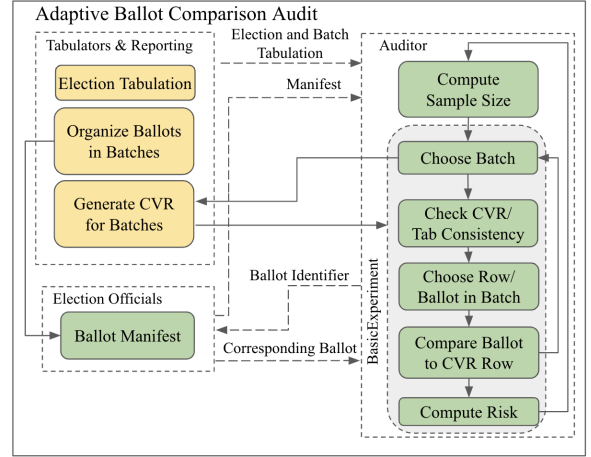 Adaptive Ballot Comparison Audit
Tabulators & Reporting
Election Tabulation
Organize Ballots
in Batches
Generate CVR
for Batches
Election Officials
Ballot Manifest
Election and Batch
Tabulation
Manifest
Ballot Identifier
Corresponding Ballot
Auditor
Compute
Sample Size
BasicExperiment
Choose Batch
Check CVR/
Tab Consistency
Choose Row/
Ballot in Batch
Compare Ballot
to CVR Row
Compute Risk